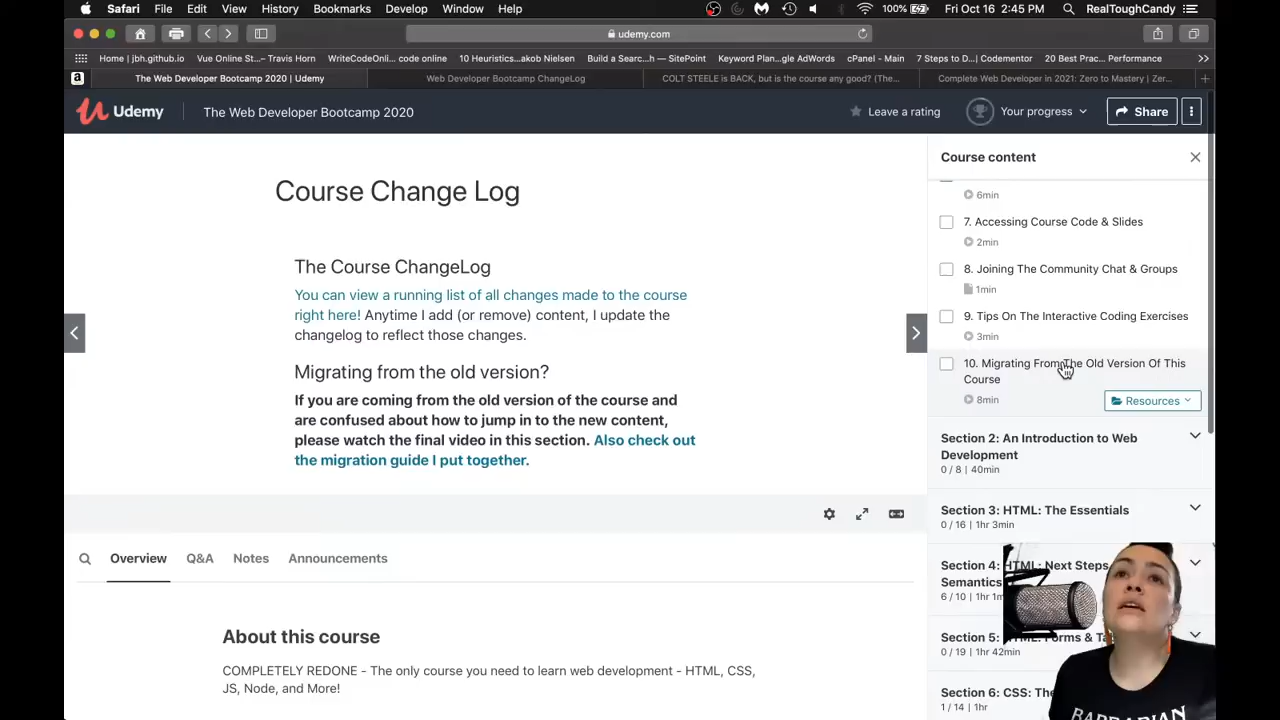 Safari File Edit View History Bookmarks Develop Window Help 100% Fri Oct 16 2:45 PM RealToughCandy
udemy.com
Home | jbh.github.io Vue Online St...– Travis Horn WriteCodeOnli... code online 10 Heuristics...akob Nielsen Build a Searc...h — SitePoint Keyword Plan...gle AdWords cPanel - Main 7 Steps to D...| Codementor 20 Best Prac... Performance
The Web Developer Bootcamp 2020 | Udemy Web Developer Bootcamp ChangeLog COLT STEELE is BACK, but is the course any good? (The... Complete Web Developer in 2021: Zero to Mastery | Zer...
Udemy The Web Developer Bootcamp 2020 Leave a rating Your progress Share
Course Change Log
The Course ChangeLog
You can view a running list of all changes made to the course
right here! Anytime I add (or remove) content, I update the
changelog to reflect those changes.
Migrating from the old version?
If you are coming from the old version of the course and
are confused about how to jump in to the new content,
please watch the final video in this section. Also check out
the migration guide I put together.
Overview Q&A Notes Announcements
About this course
COMPLETELY REDONE - The only course you need to learn web development - HTML, CSS,
JS, Node, and More!
Course content
6min
7. Accessing Course Code & Slides
2min
8. Joining The Community Chat & Groups
1min
9. Tips On The Interactive Coding Exercises
3min
10. Migrating From The Old Version Of This
Course
8min
Resources
Section 2: An Introduction to Web
Development
0 / 8 | 40min
Section 3: HTML: The Essentials
0 / 16 | 1hr 3min
Section 4: HTML: Next Steps
Semantics
6 / 10 | 1hr
Section 5: HTML: Forms &
0 / 19 | 1hr 42min
Section 6: CSS: The
1 / 14 | 1hr